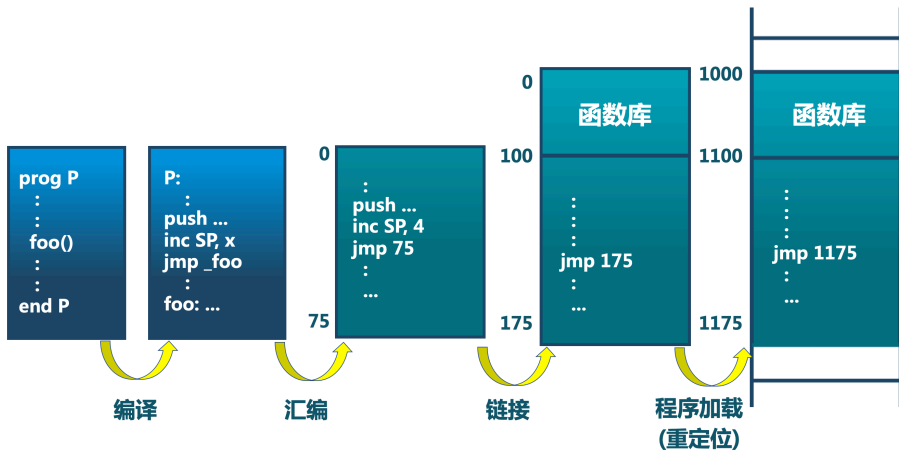 prog P
:
:
foo()
:
:
end P
P:
:
push ...
inc SP, x
jmp _foo
:
foo: ...
0
:
push ...
inc SP, 4
jmp 75
:
...
75
0
函数库
100
:
:
jmp 175
:
...
175
1000
函数库
1100
:
:
jmp 1175
:
...
1175
编译
汇编
链接
程序加载
(重定位)